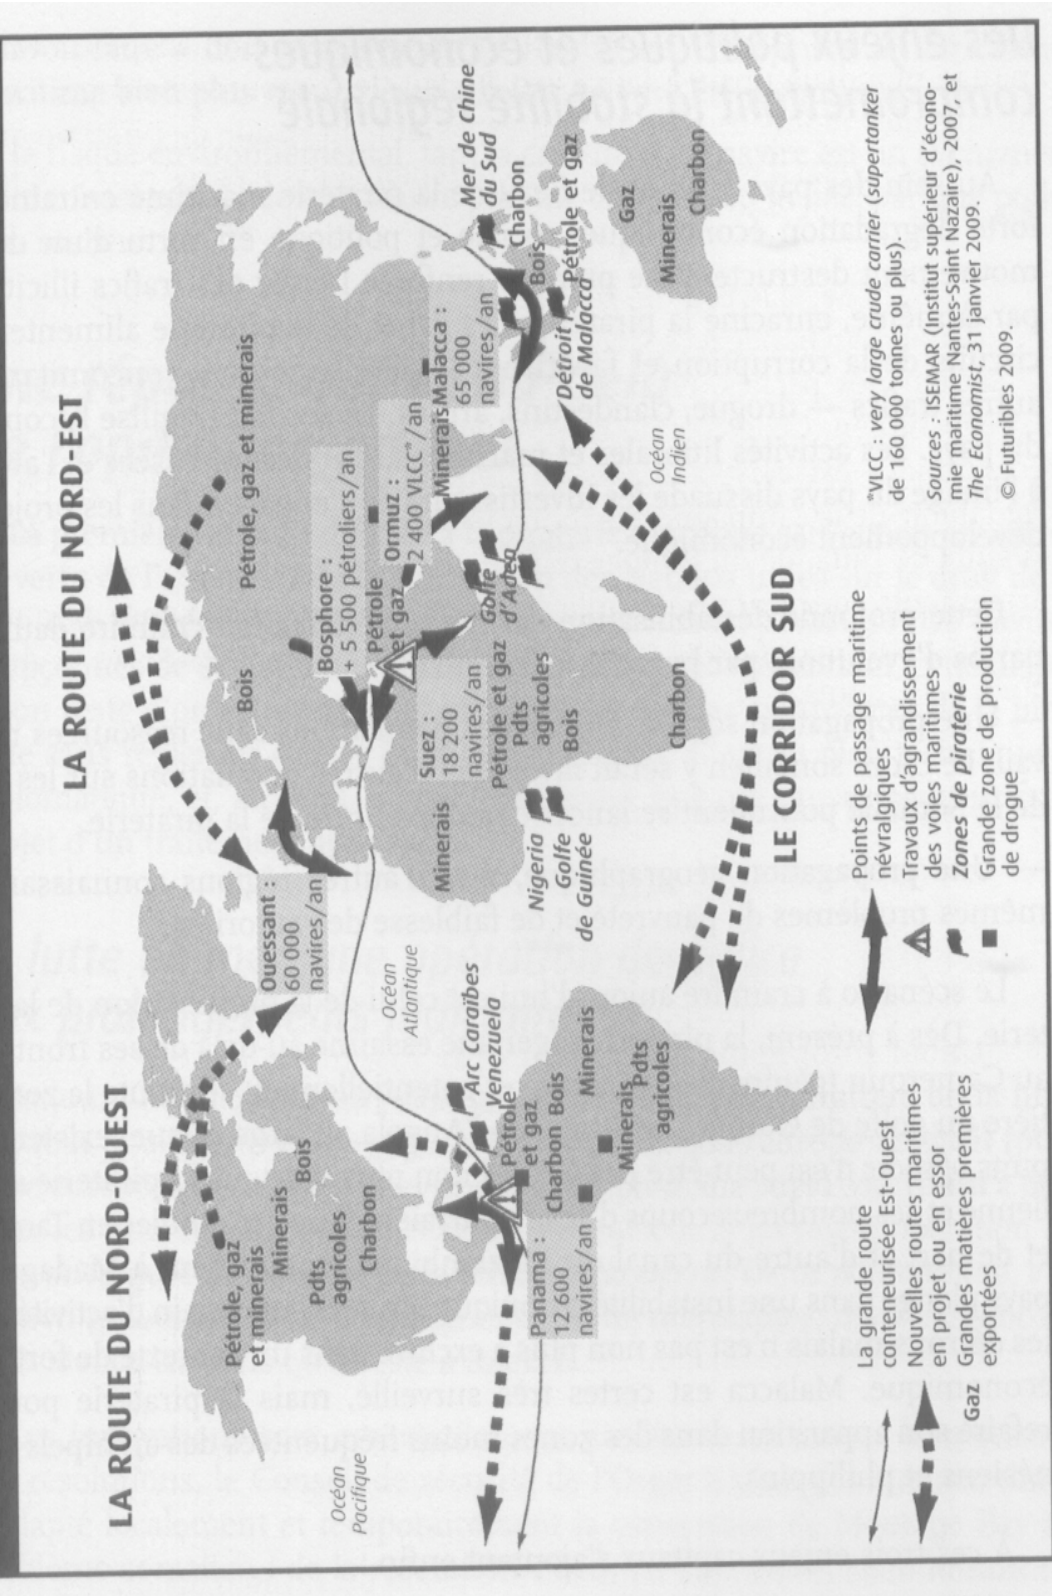 LA ROUTE DU NORD-OUEST
LA ROUTE DU NORD-EST
Pétrole, gaz
et minerais
Minerais
Bois
Pdts
agricoles
Charbon
Océan
Pacifique
Ouessant :
60 000
navires/an
Océan
Atlantique
Bois
Pétrole, gaz et minerais
Bosphore :
+ 5 500 pétroliers/an
Pétrole
et gaz
Ormuz :
2 400 VLCC*/an
Minerais
Malacca :
65 000
navires/an
Mer de Chine
du Sud
Charbon
Bois
Pétrole et gaz
Détroit
de Malacca
Gaz
Minerais
Charbon
Suez :
18 200
navires/an
Golfe
d'Aden
Minerais
Pétrole et gaz
Pdts
agricoles
Bois
Nigeria
Golfe
de Guinée
Charbon
Océan
Indien
Arc Caraïbes
Venezuela
Pétrole
et gaz
Charbon Bois
Minerais
Minerais
Pdts
agricoles
Panama :
12 600
navires/an
LE CORRIDOR SUD
La grande route
conteneurisée Est-Ouest
Nouvelles routes maritimes
en projet ou en essor
Gaz
Grandes matières premières
exportées
Points de passage maritime
névralgiques
Travaux d'agrandissement
des voies maritimes
Zones de piraterie
Grande zone de production
de drogue
*VLCC : very large crude carrier (supertanker
de 160 000 tonnes ou plus).
Sources : ISEMAR (Institut supérieur d'écono-
mie maritime Nantes-Saint Nazaire), 2007, et
The Economist, 31 janvier 2009.
© Futuribles 2009